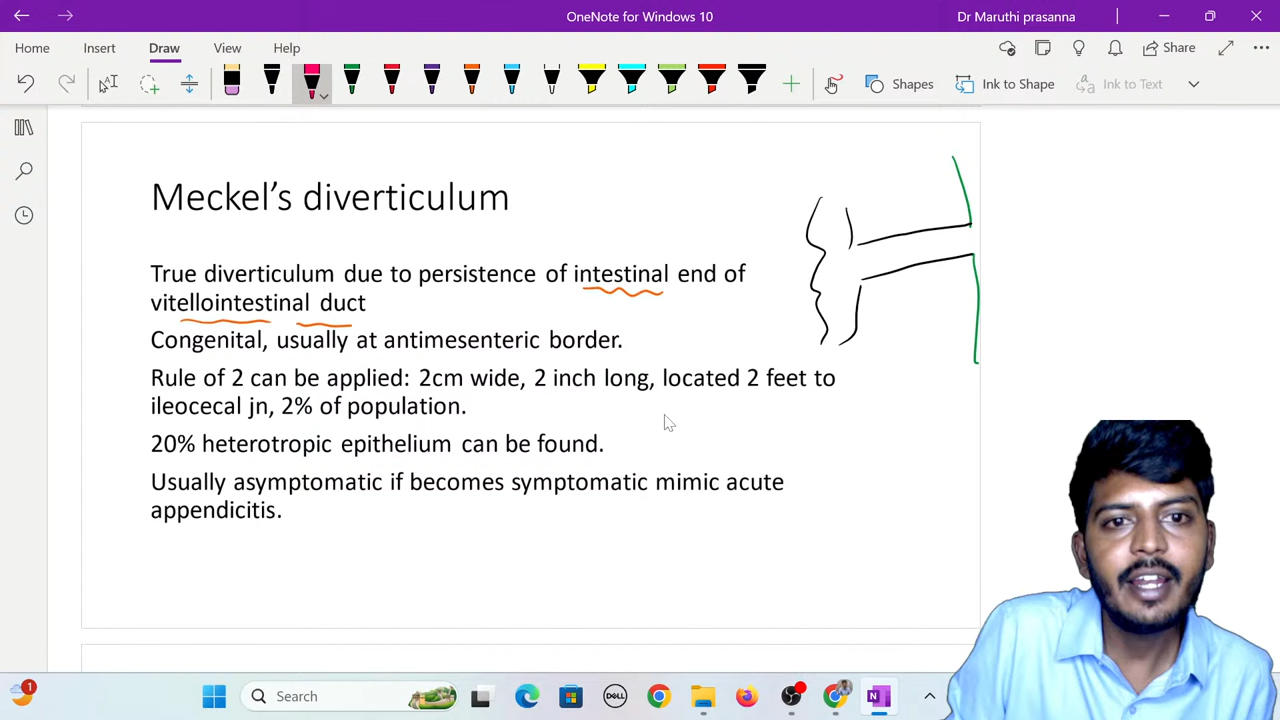 OneNote for Windows 10
Dr Maruthi prasanna
Home Insert Draw View Help
Share
Shapes
Ink to Shape
Ink to Text
Meckel’s diverticulum
True diverticulum due to persistence of intestinal end of
vitellointestinal duct
Congenital, usually at antimesenteric border.
Rule of 2 can be applied: 2cm wide, 2 inch long, located 2 feet to
ileocecal jn, 2% of population.
20% heterotropic epithelium can be found.
Usually asymptomatic if becomes symptomatic mimic acute
appendicitis.
1
Search
DELL